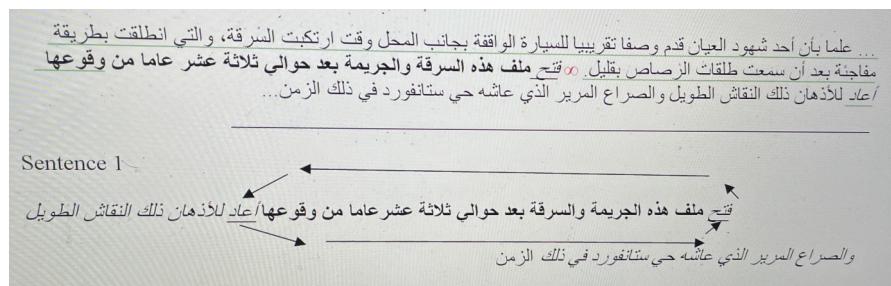 ... علما بأن أحد شهود العيان قدم وصفا تقريبيا للسيارة الواقفة بجانب المحل وقت ارتكبت السرقة، والتي انطلقت بطريقة
مفاجئة بعد أن سمعت طلقات الرصاص بقليل. ∞ فتح ملف هذه السرقة والجريمة بعد حوالي ثلاثة عشر عاما من وقوعها
أعاد للأذهان ذلك النقاش الطويل والصراع المرير الذي عاشه حي ستانفورد في ذلك الزمن...
Sentence 1
فتح ملف هذه الجريمة والسرقة بعد حوالي ثلاثة عشر عاما من وقوعها أعاد للأذهان ذلك النقاش الطويل
والصراع المرير الذي عاشه حي ستانفورد في ذلك الزمن